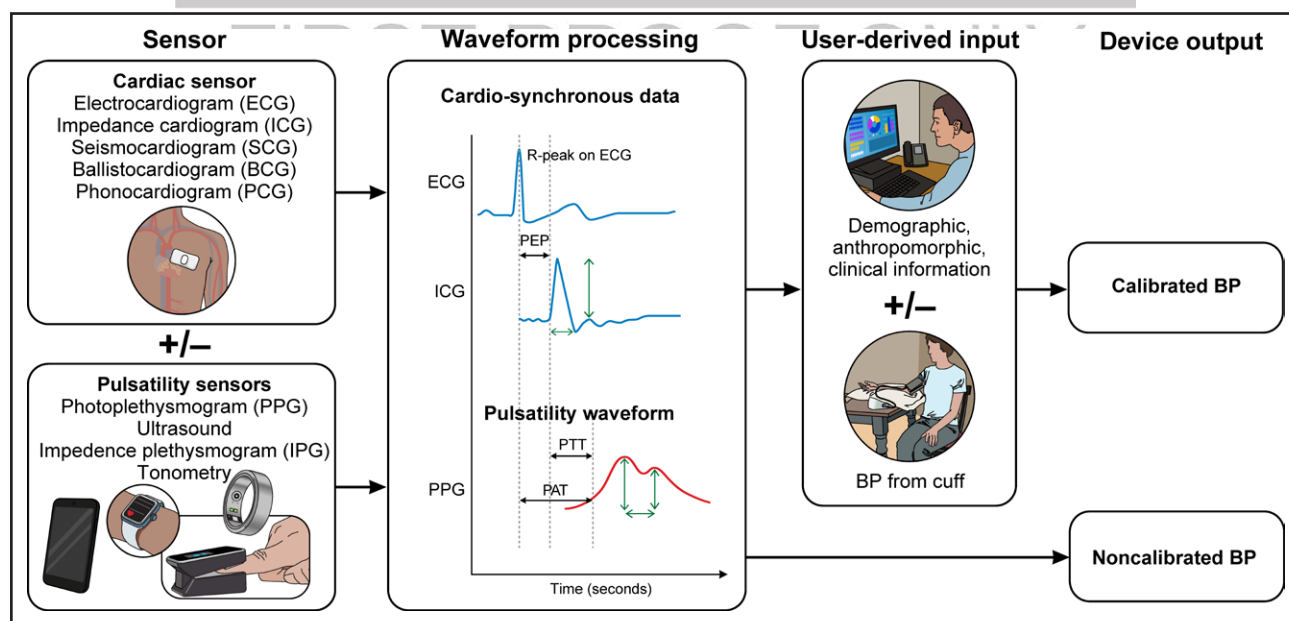 FIRST PROOF ONLY
Sensor
Cardiac sensor
Electrocardiogram (ECG)
Impedance cardiogram (ICG)
Seismocardiogram (SCG)
Ballistocardiogram (BCG)
Phonocardiogram (PCG)
+/–
Pulsatility sensors
Photoplethysmogram (PPG)
Ultrasound
Impedence plethysmogram (IPG)
Tonometry
Waveform processing
Cardio-synchronous data
R-peak on ECG
ECG
PEP
ICG
Pulsatility waveform
PTT
PAT
PPG
Time (seconds)
User-derived input
Demographic,
anthropomorphic,
clinical information
+/–
BP from cuff
Device output
Calibrated BP
Noncalibrated BP